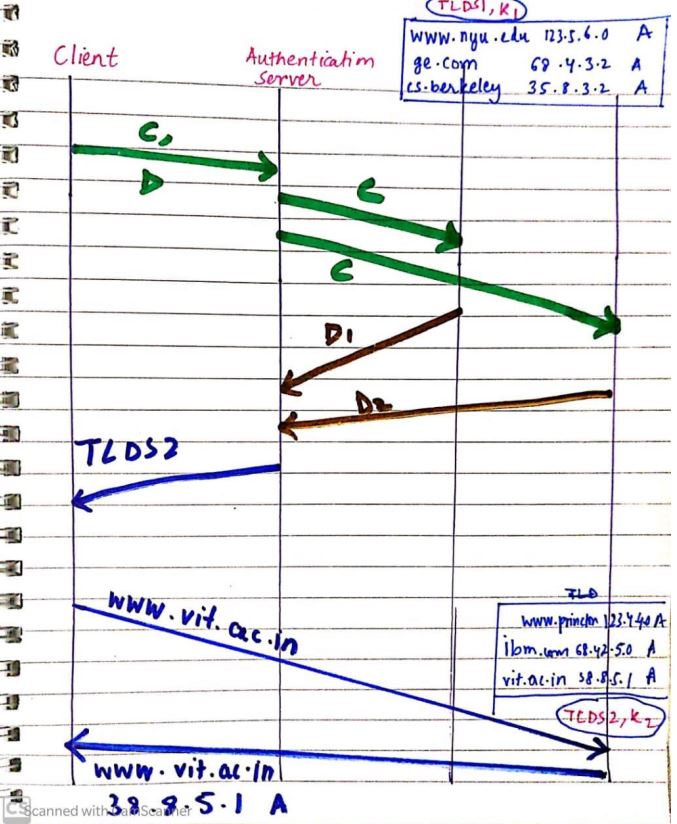 TLDS1, K1
www.nyu.edu 123.5.6.0 A
ge.com 68.4.3.2 A
cs.berkeley 35.8.3.2 A
Client
Authentication
server
C,
D
C
C
D1
D2
TLDS2
www.vit.ac.in
TLD
www.princtn 123.4.40 A
ibm.com 68.42.5.0 A
vit.ac.in 38.8.5.1 A
TLDS2, K2
www.vit.ac.in
38.8.5.1 A
CS Scanned with CamScanner